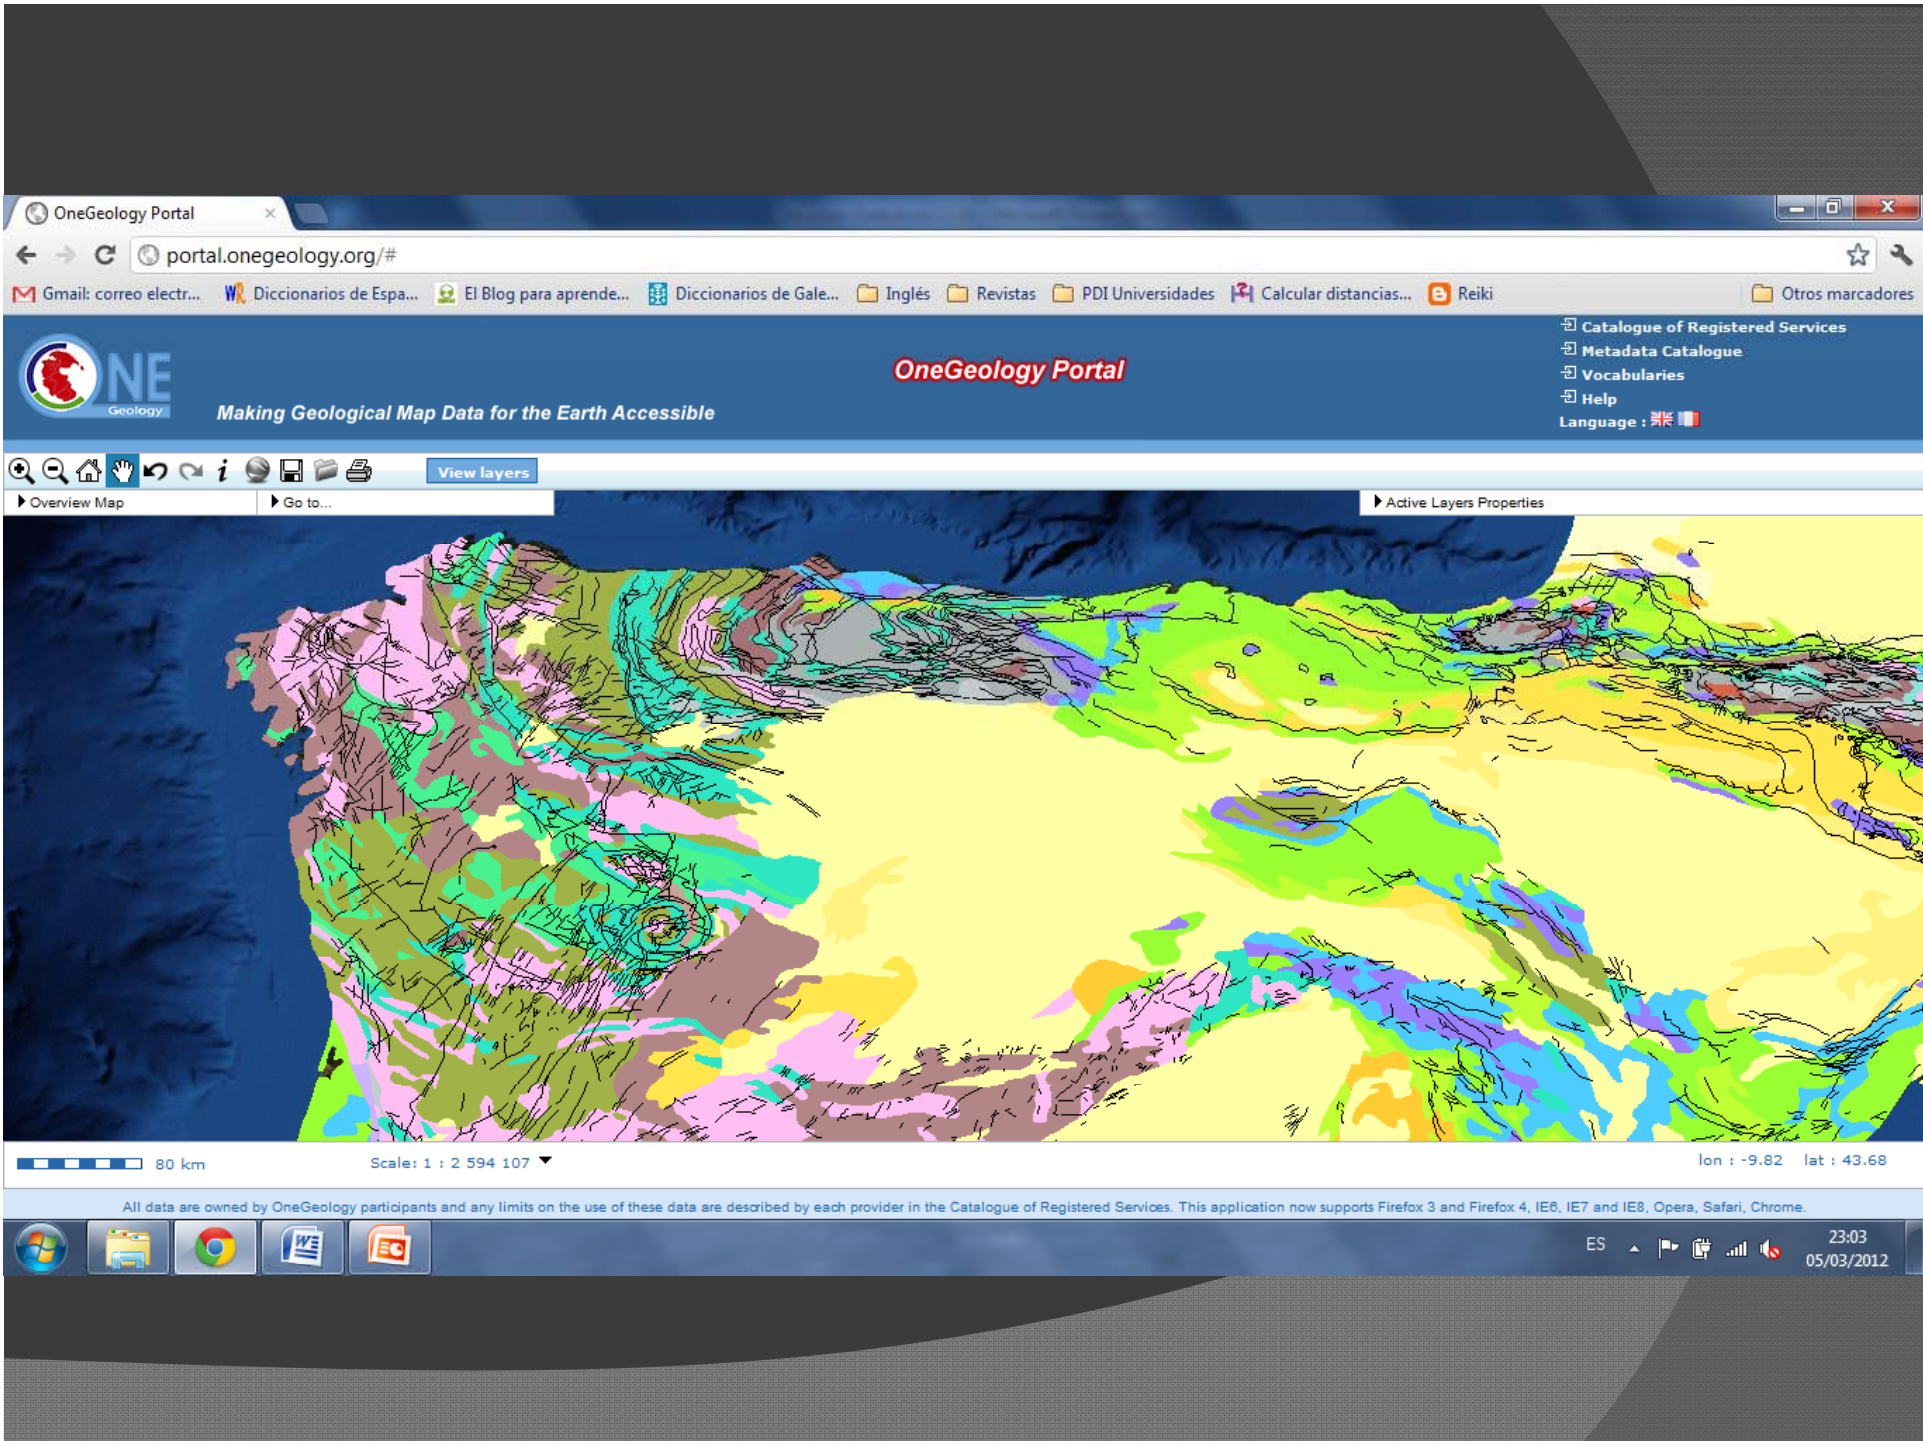 OneGeology Portal
portal.onegeology.org/#
Gmail: correo electr... Diccionarios de Espa... El Blog para aprende... Diccionarios de Gale... Inglés Revistas PDI Universidades Calcular distancias... Reiki Otros marcadores
ONE
Geology
Making Geological Map Data for the Earth Accessible
OneGeology Portal
Catalogue of Registered Services
Metadata Catalogue
Vocabularies
Help
Language :
View layers
Overview Map Go to... Active Layers Properties
80 km Scale: 1 : 2 594 107 lon : -9.82 lat : 43.68
All data are owned by OneGeology participants and any limits on the use of these data are described by each provider in the Catalogue of Registered Services. This application now supports Firefox 3 and Firefox 4, IE6, IE7 and IE8, Opera, Safari, Chrome.
ES 23:03
05/03/2012